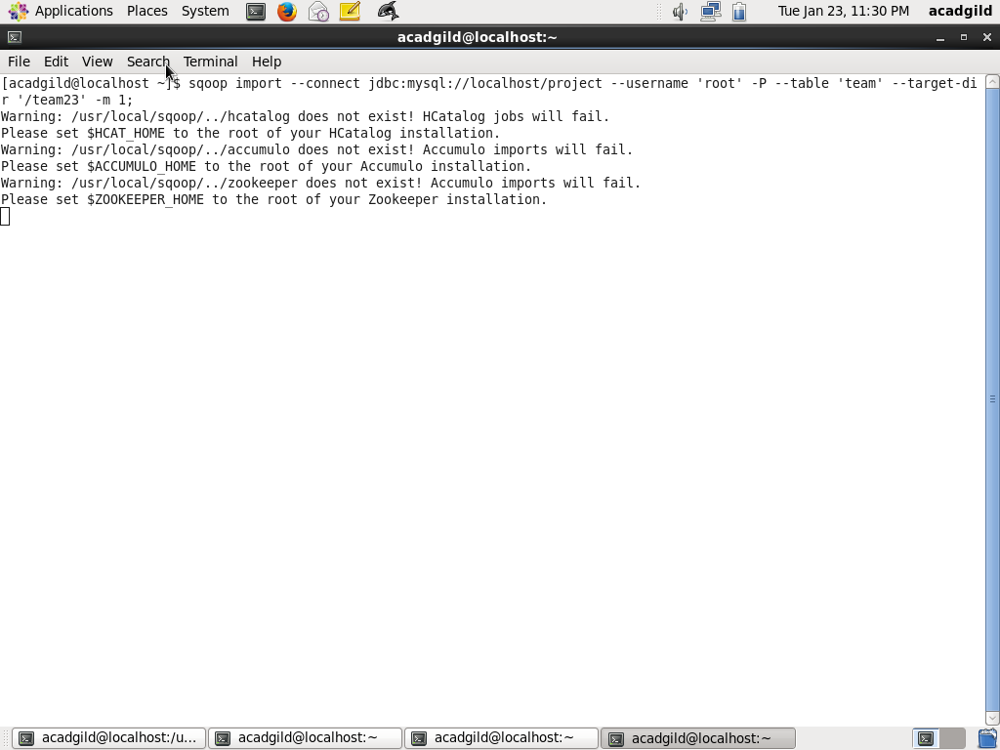 Applications Places System Tue Jan 23, 11:30 PM acadgild
acadgild@localhost:~
File Edit View Search Terminal Help
[acadgild@localhost ~]$ sqoop import --connect jdbc:mysql://localhost/project --username 'root' -P --table 'team' --target-di
r '/team23' -m 1;
Warning: /usr/local/sqoop/../hcatalog does not exist! HCatalog jobs will fail.
Please set $HCAT_HOME to the root of your HCatalog installation.
Warning: /usr/local/sqoop/../accumulo does not exist! Accumulo imports will fail.
Please set $ACCUMULO_HOME to the root of your Accumulo installation.
Warning: /usr/local/sqoop/../zookeeper does not exist! Accumulo imports will fail.
Please set $ZOOKEEPER_HOME to the root of your Zookeeper installation.
acadgild@localhost:/u... acadgild@localhost:~ acadgild@localhost:~ acadgild@localhost:~